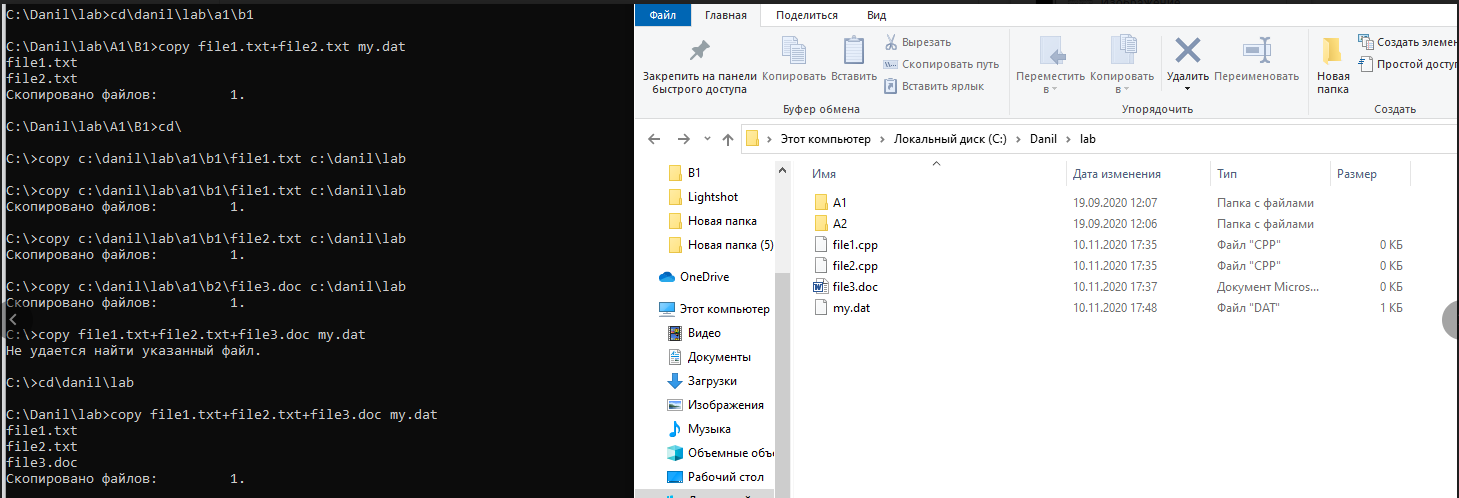 C:\Danil\lab>cd\danil\lab\a1\b1
C:\Danil\lab\A1\B1>copy file1.txt+file2.txt my.dat
file1.txt
file2.txt
Скопировано файлов: 1.
C:\Danil\lab\A1\B1>cd\
C:\>copy c:\danil\lab\a1\b1\file1.txt c:\danil\lab
C:\>copy c:\danil\lab\a1\b1\file1.txt c:\danil\lab
Скопировано файлов: 1.
C:\>copy c:\danil\lab\a1\b1\file2.txt c:\danil\lab
Скопировано файлов: 1.
C:\>copy c:\danil\lab\a1\b2\file3.doc c:\danil\lab
Скопировано файлов: 1.
C:\>copy file1.txt+file2.txt+file3.doc my.dat
Не удается найти указанный файл.
C:\>cd\danil\lab
C:\Danil\lab>copy file1.txt+file2.txt+file3.doc my.dat
file1.txt
file2.txt
file3.doc
Скопировано файлов: 1.
Файл Главная Поделиться Вид
Закрепить на панели
быстрого доступа
Копировать
Вставить
Вырезать
Скопировать путь
Вставить ярлык
Буфер обмена
Переместить
в
Копировать
в
Удалить
Переименовать
Упорядочить
Новая
папка
Создать элемен
Простой доступ
Создать
Этот компьютер > Локальный диск (C:) > Danil > lab
B1
Lightshot
Новая папка
Новая папка (5)
OneDrive
Этот компьютер
Видео
Документы
Загрузки
Изображения
Музыка
Объемные объе
Рабочий стол
Имя Дата изменения Тип Размер
A1 19.09.2020 12:07 Папка с файлами
A2 19.09.2020 12:06 Папка с файлами
file1.cpp 10.11.2020 17:35 Файл "CPP" 0 КБ
file2.cpp 10.11.2020 17:35 Файл "CPP" 0 КБ
file3.doc 10.11.2020 17:37 Документ Micros... 0 КБ
my.dat 10.11.2020 17:48 Файл "DAT" 1 КБ